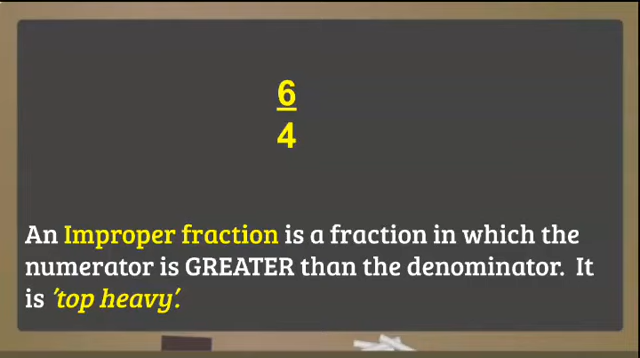 6
4
An Improper fraction is a fraction in which the
numerator is GREATER than the denominator. It
is 'top heavy'.